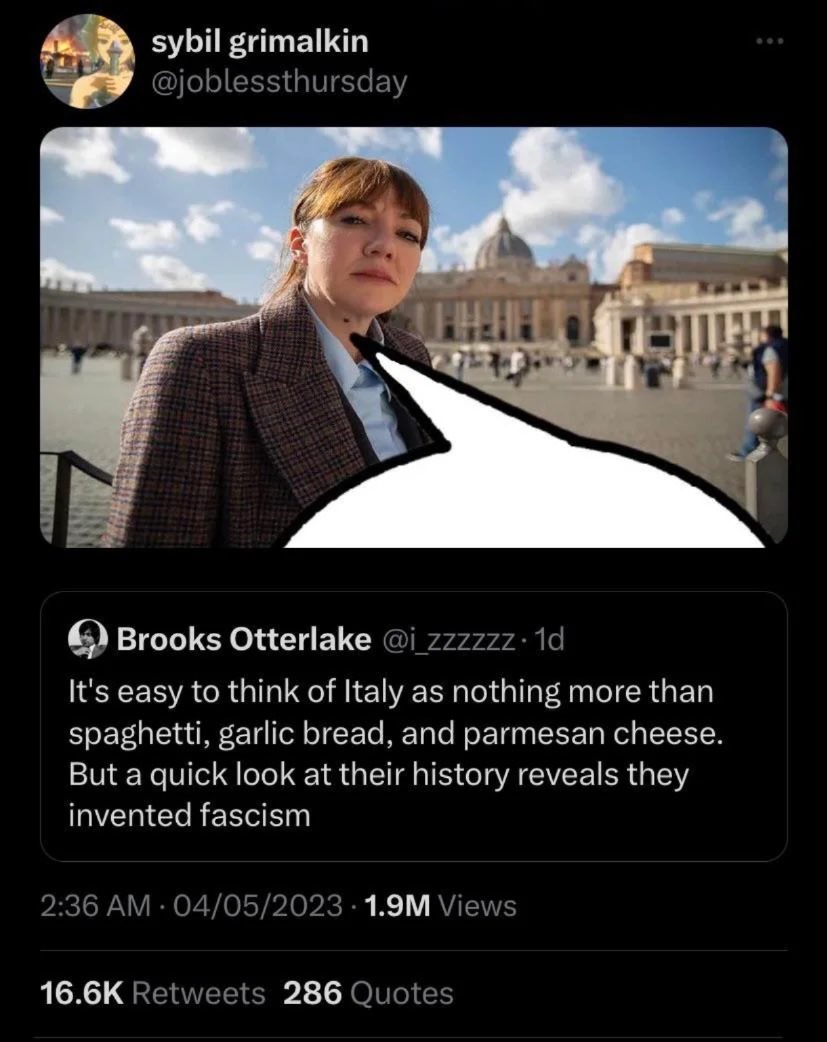 sybil grimalkin
@joblessthursday
Brooks Otterlake @i_zzzzzz · 1d
It's easy to think of Italy as nothing more than
spaghetti, garlic bread, and parmesan cheese.
But a quick look at their history reveals they
invented fascism
2:36 AM · 04/05/2023 · 1.9M Views
16.6K Retweets 286 Quotes